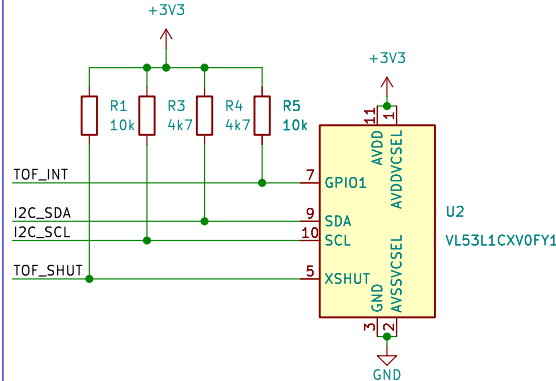 +3V3
+3V3
R1
10k
R3
4k7
R4
4k7
R5
10k
11
1
AVDD
AVDDVCSEL
TOF_INT
7
GPIO1
I2C_SDA
9
SDA
I2C_SCL
10
SCL
TOF_SHUT
5
XSHUT
U2
VL53L1CXV0FY1
GND
AVSSVCSEL
3
2
GND